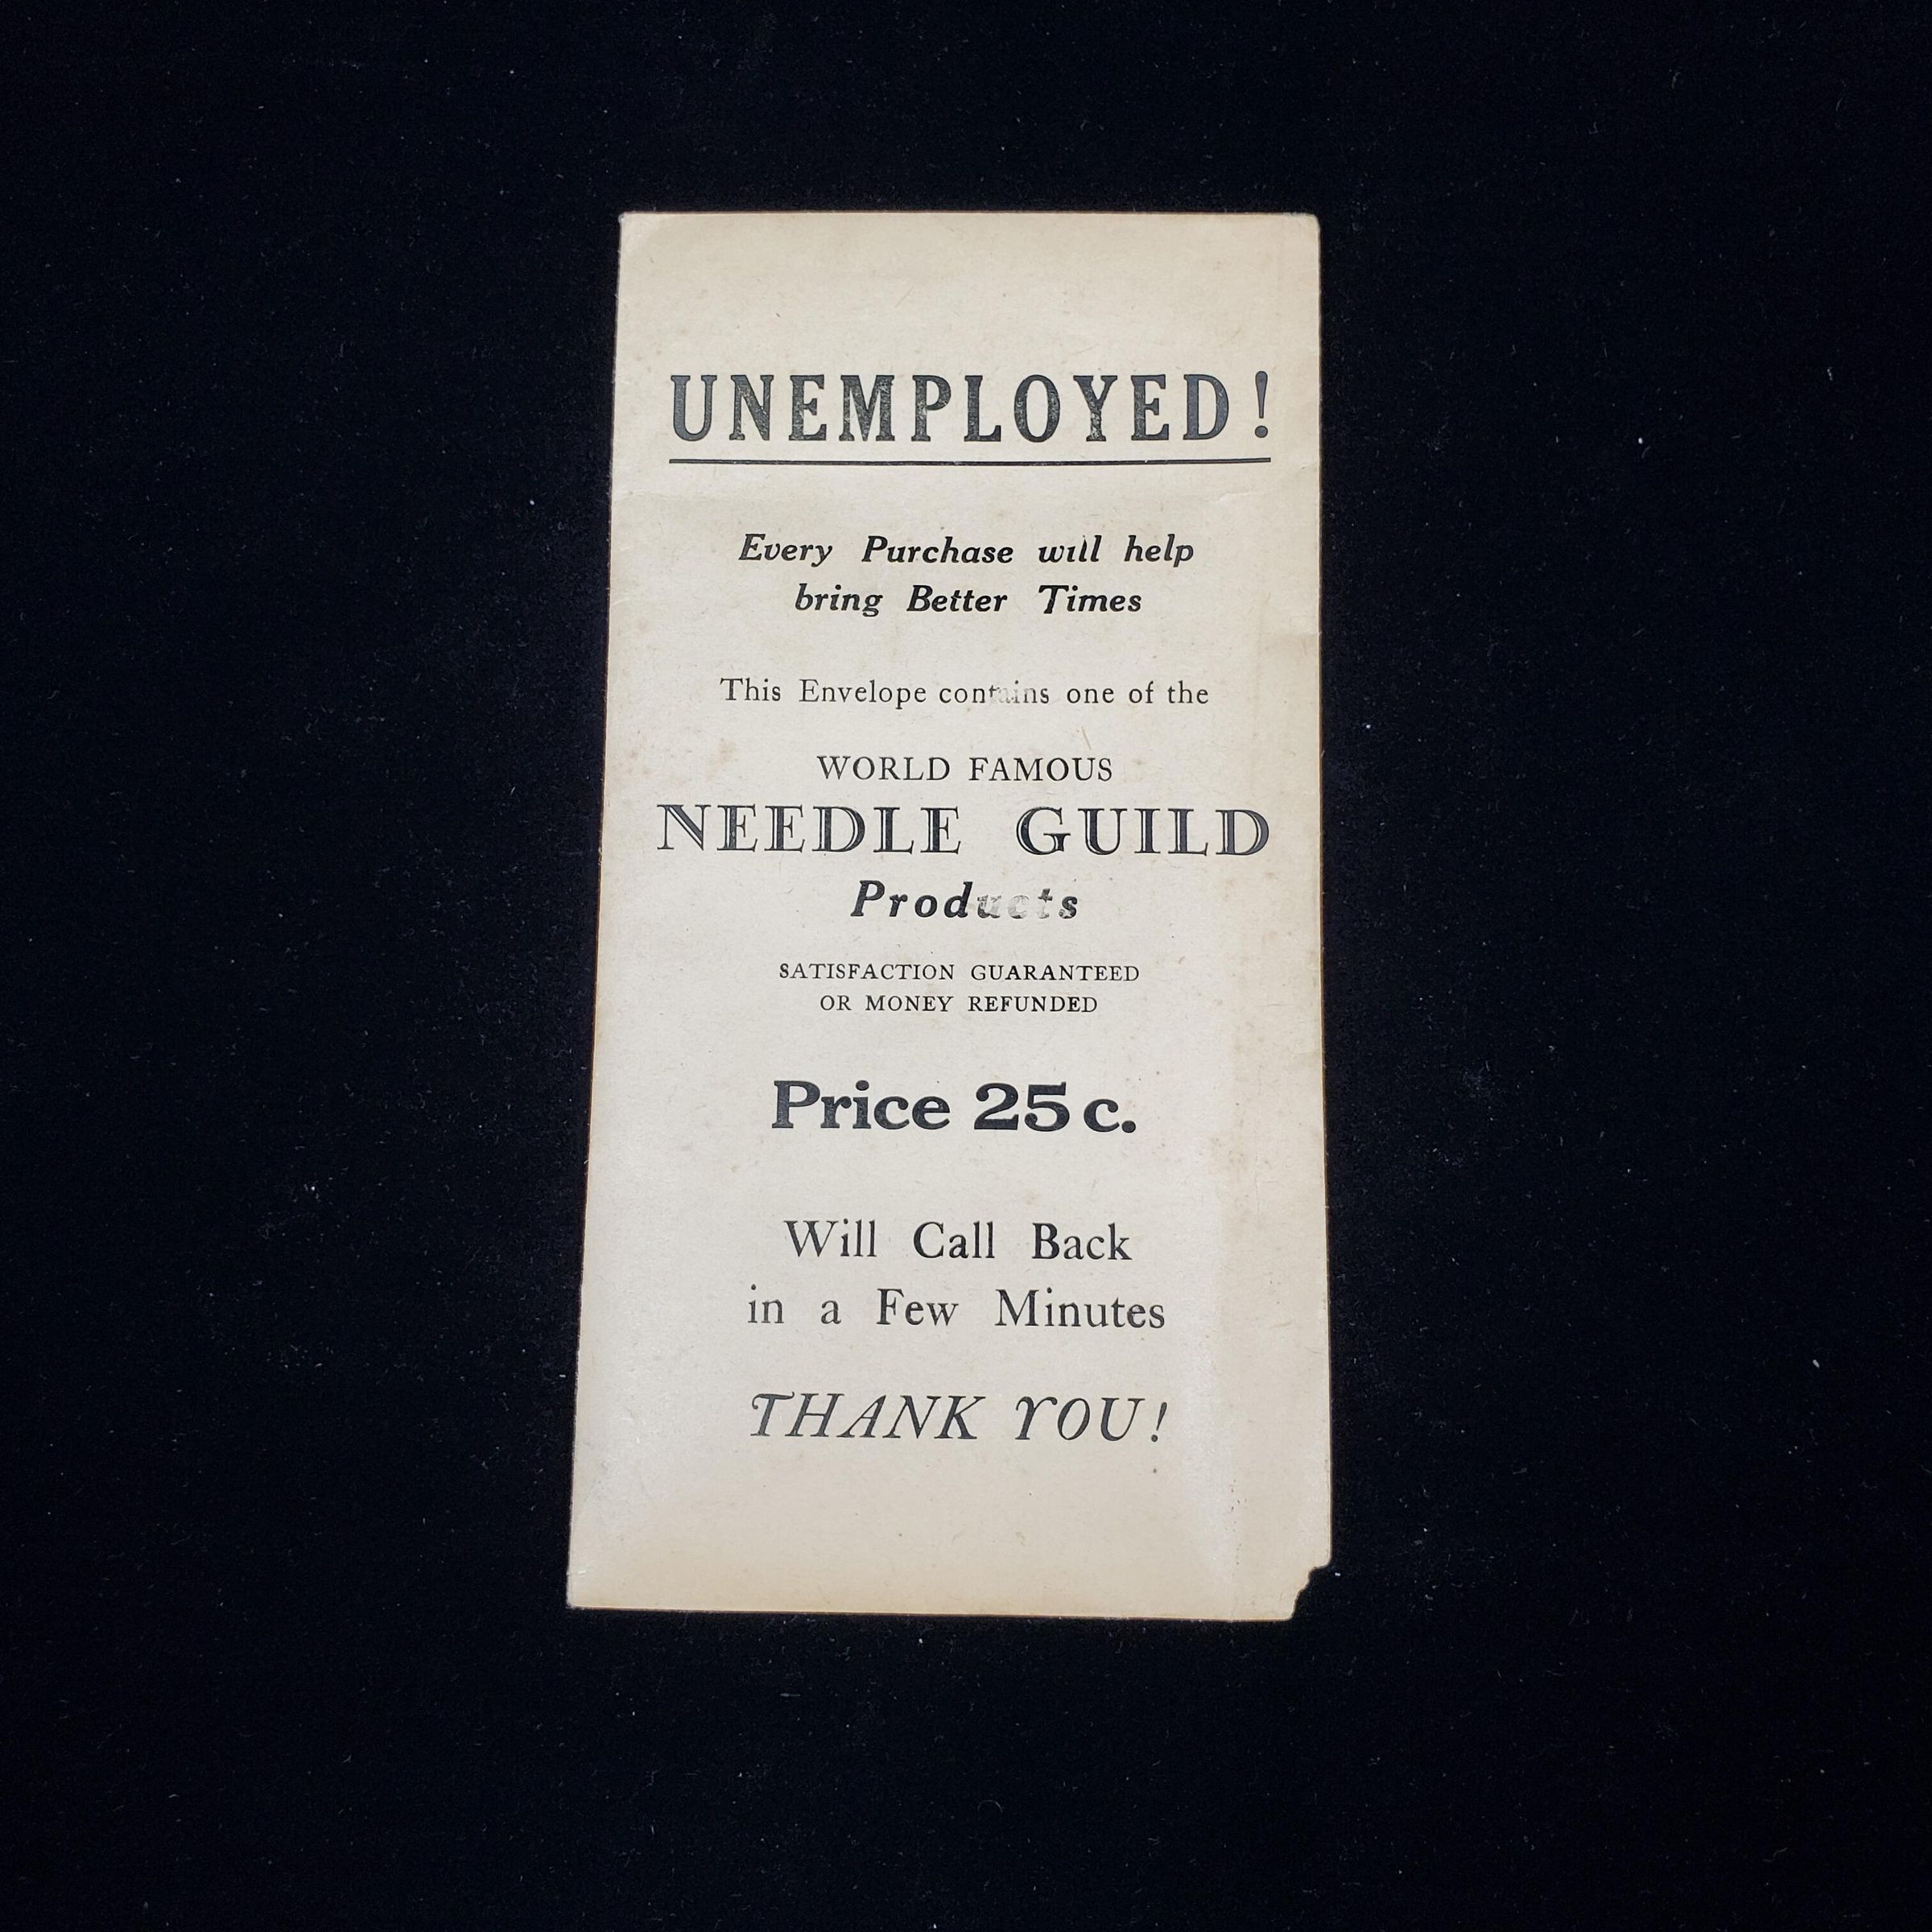 UNEMPLOYED!
Every Purchase will help
bring Better Times
This Envelope contains one of the
WORLD FAMOUS
NEEDLE GUILD
Products
SATISFACTION GUARANTEED
OR MONEY REFUNDED
Price 25c.
Will Call Back
in a Few Minutes
THANK YOU!